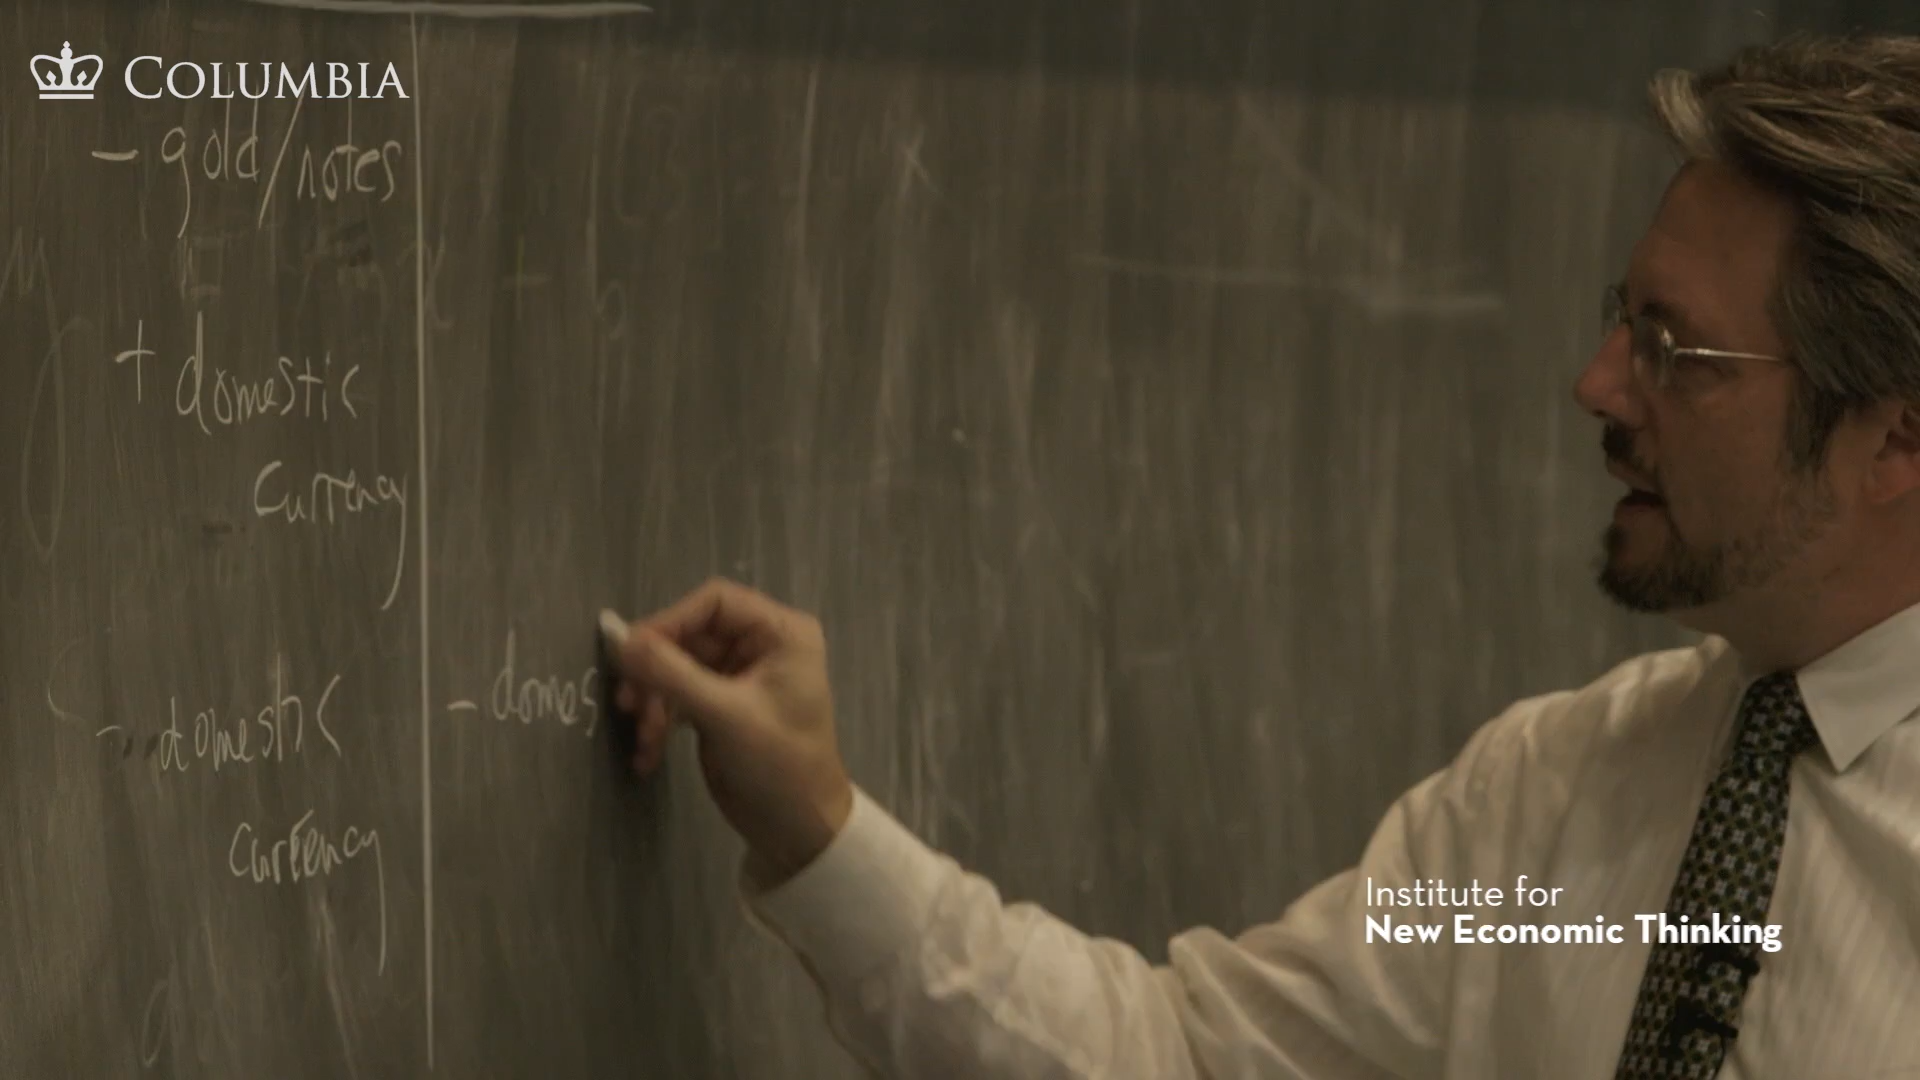 COLUMBIA
- gold/notes
+ domestic
currency
- domestic - domes
currency
Institute for
New Economic Thinking